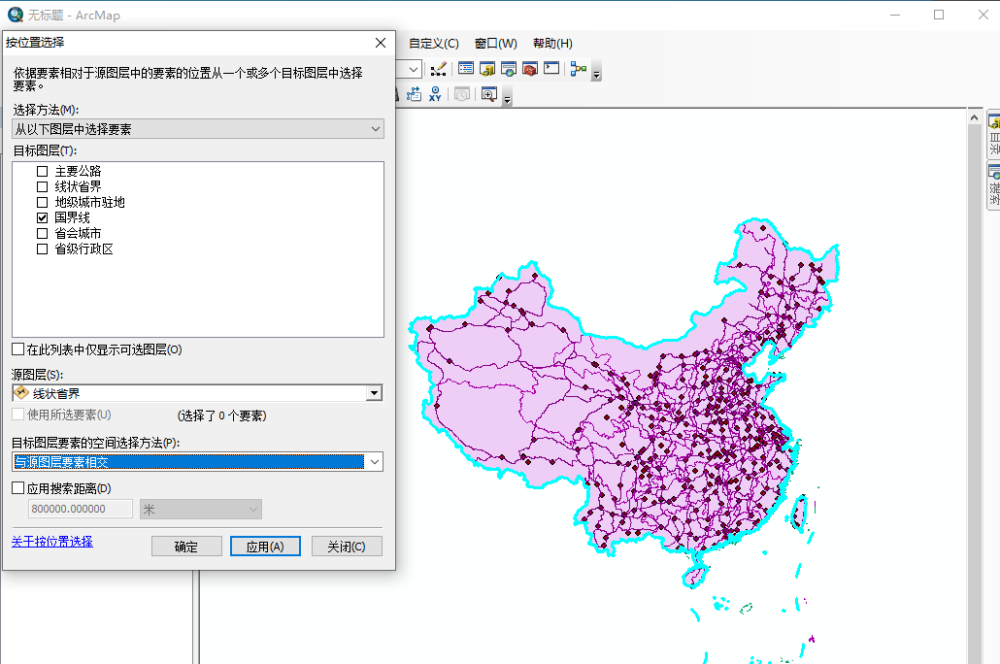 无标题 - ArcMap
按位置选择
自定义(C) 窗口(W) 帮助(H)
依据要素相对于源图层中的要素的位置从一个或多个目标图层中选择
要素。
选择方法(M):
从以下图层中选择要素
目标图层(T):
主要公路
线状省界
地级城市驻地
国界线
省会城市
省级行政区
在此列表中仅显示可选图层(O)
源图层(S):
线状省界
使用所选要素(U) (选择了 0 个要素)
目标图层要素的空间选择方法(P):
与源图层要素相交
应用搜索距离(D)
800000.000000 米
关于按位置选择 确定 应用(A) 关闭(C)
XY
目录
搜索